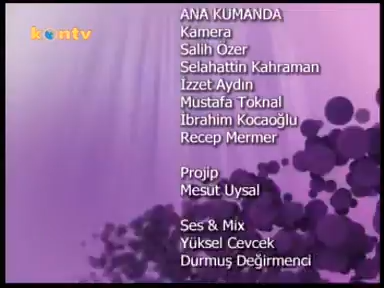 kontv
ANA KUMANDA
Kamera
Salih Özer
Selahattin Kahraman
İzzet Aydın
Mustafa Toknal
İbrahim Kocaoğlu
Recep Mermer
Projip
Mesut Uysal
Ses & Mix
Yüksel Cevcek
Durmuş Değirmenci